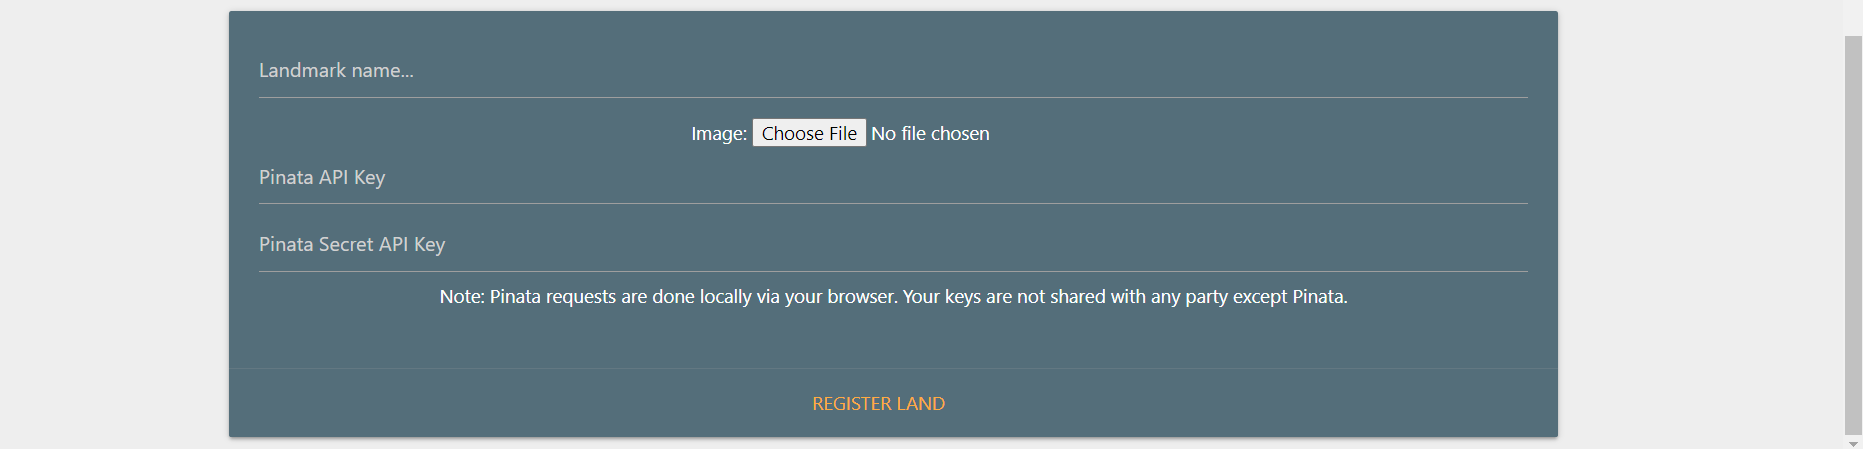 Landmark name...
Image: Choose File No file chosen
Pinata API Key
Pinata Secret API Key
Note: Pinata requests are done locally via your browser. Your keys are not shared with any party except Pinata.
REGISTER LAND